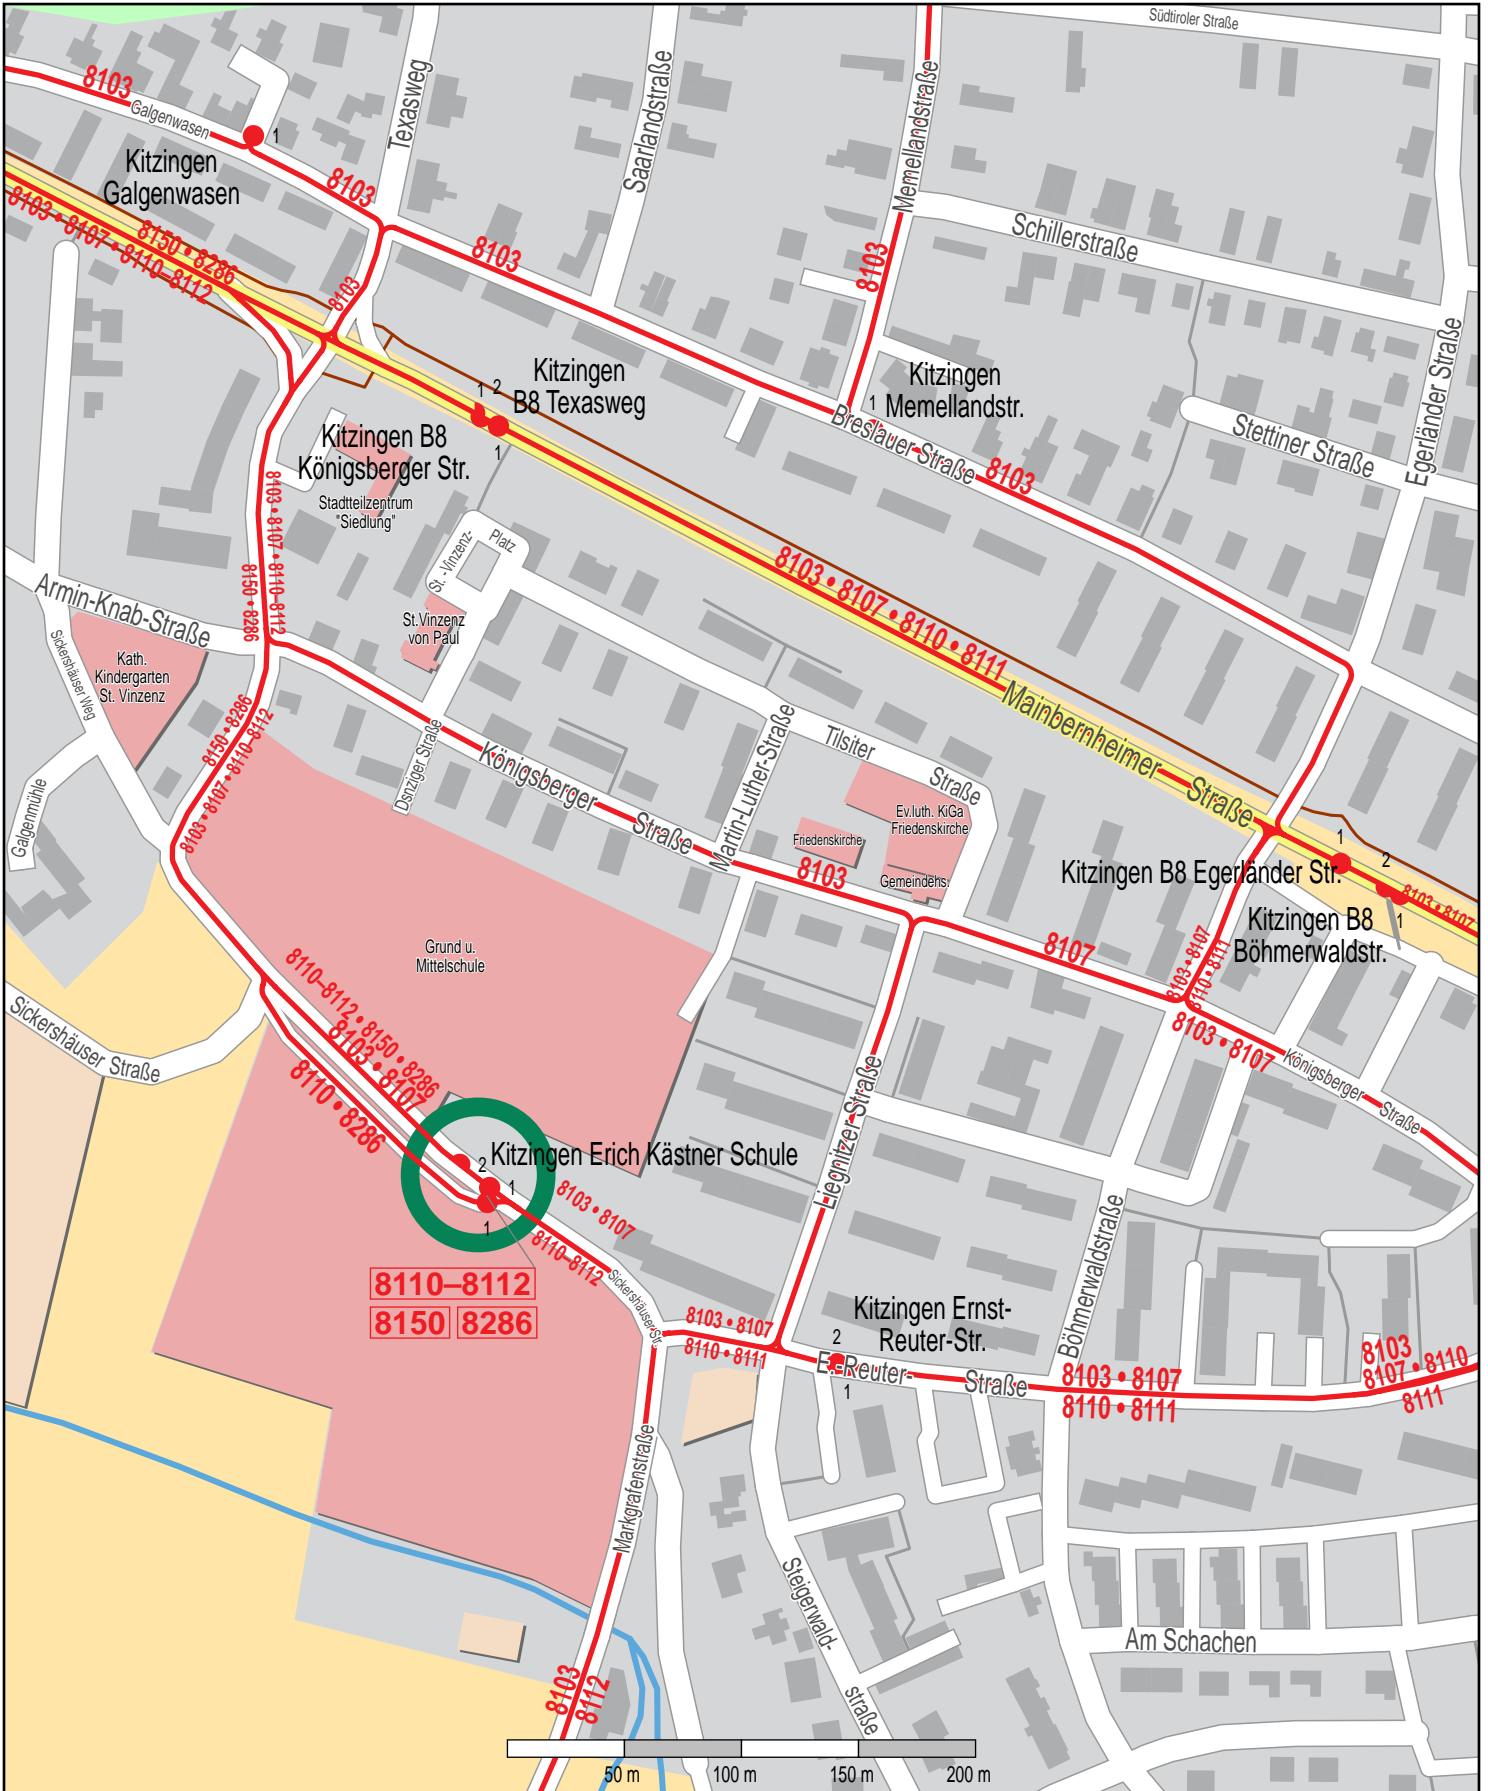 Südtiroler Straße
8103
Galgenwasen
1
Texasweg
Saarlandstraße
Memellandstraße
Kitzingen
Galgenwasen
8103
8103
8103
Schillerstraße
8150 • 8286
8103 • 8107 • 8110–8112
8103
Egerländer Straße
Kitzingen
B8 Texasweg
1 2
1
Kitzingen
Memellandstr.
1
Breslauer Straße
8103
Stettiner Straße
Kitzingen B8
Königsberger Str.
Stadtteilzentrum
"Siedlung"
8103 • 8107 • 8110–8112
8150 • 8286
St.-Vinzenz-
Platz
8103 • 8107 • 8110 • 8111
Armin-Knab-Straße
St.Vinzenz
von Paul
Sickershäuser Weg
Kath.
Kindergarten
St. Vinzenz
Mainbernheimer Straße
8150 • 8286
8103 • 8107 • 8110–8112
Dsnziger Straße
Königsberger Straße
Martin-Luther-Straße
Tilsiter Straße
Galgenmühle
Ev.luth. KiGa
Friedenskirche
Friedenskirche
Gemeindehs.
8103
Kitzingen B8 Egerländer Str.
1
2
1
8103 • 8107
Kitzingen B8
Böhmerwaldstr.
8107
8103 • 8107
8110 • 8111
Grund u.
Mittelschule
8110–8112 • 8150 • 8286
8103 • 8107
8110 • 8286
8103 • 8107
Königsberger Straße
Sickershäuser Straße
Liegnitzer Straße
2
Kitzingen Erich Kästner Schule
1
1
8103 • 8107
8110–8112
8110–8112
8150
8286
Sickershäuser Str.
Böhmerwaldstraße
Kitzingen Ernst-
Reuter-Str.
8103 • 8107
8110 • 8111
2
1
E.-Reuter- Straße
8103 • 8107
8110 • 8111
8103
8107 • 8110
8111
Markgrafenstraße
Steigerwald-
straße
Am Schachen
8103
8112
50 m
100 m
150 m
200 m